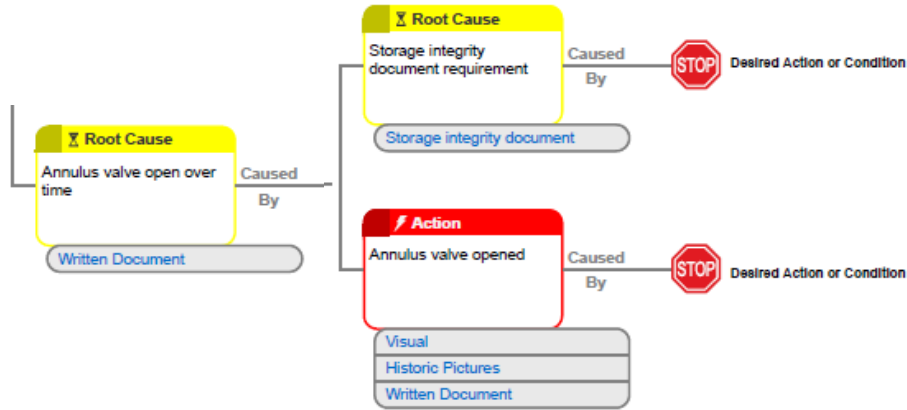 Root Cause
Storage integrity
document requirement
Caused
By
STOP
Desired Action or Condition
Storage integrity document
Root Cause
Annulus valve open over
time
Caused
By
Written Document
Action
Annulus valve opened
Caused
By
STOP
Desired Action or Condition
Visual
Historic Pictures
Written Document